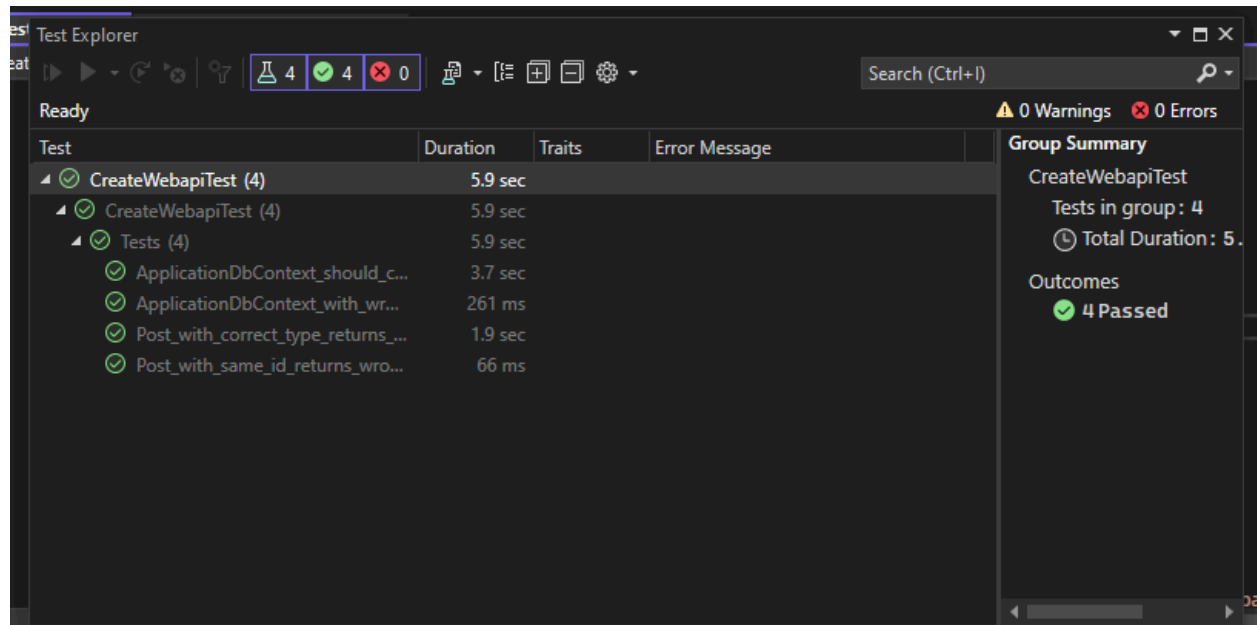 est
Test Explorer
eat
4 4 0
Search (Ctrl+I)
Ready
0 Warnings 0 Errors
Test Duration Traits Error Message
CreateWebapiTest (4) 5.9 sec
CreateWebapiTest (4) 5.9 sec
Tests (4) 5.9 sec
ApplicationDbContext_should_c... 3.7 sec
ApplicationDbContext_with_wr... 261 ms
Post_with_correct_type_returns_... 1.9 sec
Post_with_same_id_returns_wro... 66 ms
Group Summary
CreateWebapiTest
Tests in group: 4
Total Duration: 5.
Outcomes
4 Passed